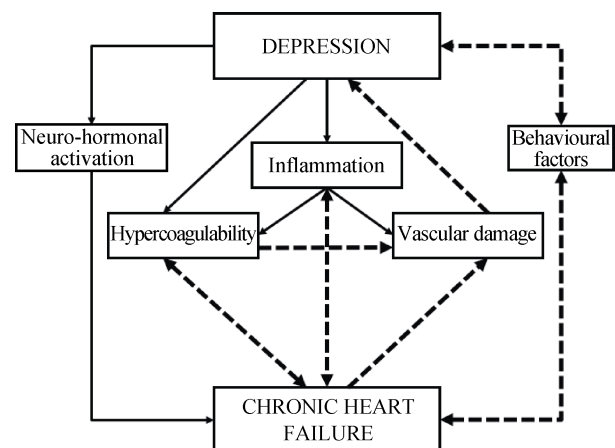 DEPRESSION
Neuro-hormonal
activation
Inflammation
Behavioural
factors
Hypercoagulability
Vascular damage
CHRONIC HEART
FAILURE